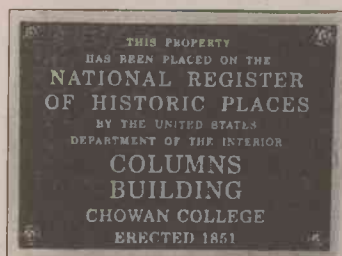 THIS PROPERTY
HAS BEEN PLACED ON THE
NATIONAL REGISTER
OF HISTORIC PLACES
BY THE UNITED STATES
DEPARTMENT OF THE INTERIOR
COLUMNS
BUILDING
CHOWAN COLLEGE
ERECTED 1851